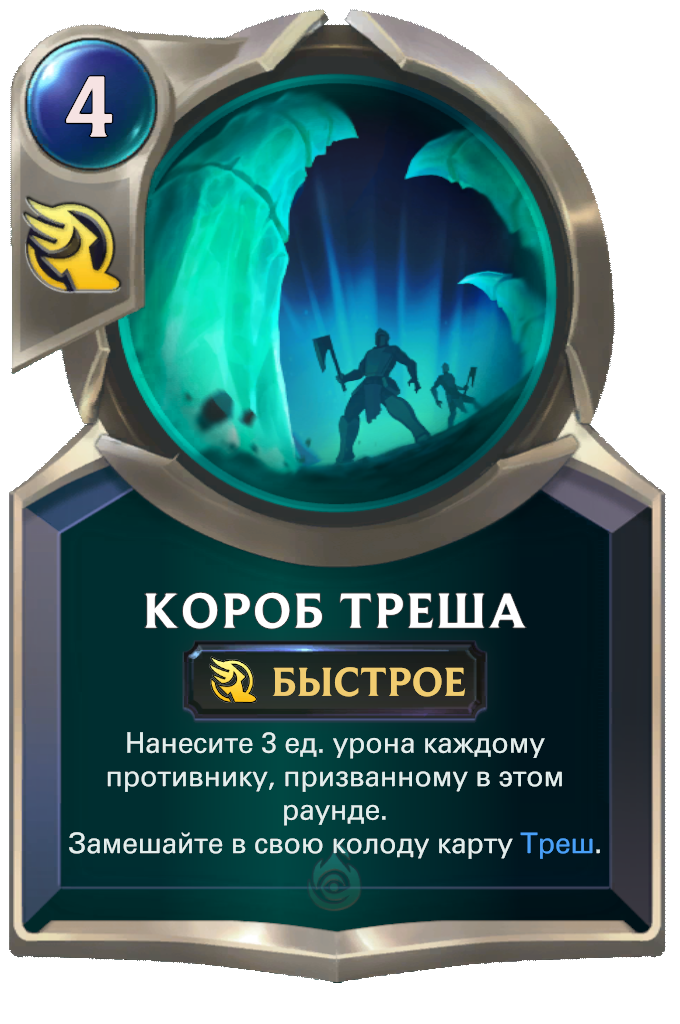 4
КОРОБ ТРЕША
БЫСТРОЕ
Нанесите 3 ед. урона каждому
противнику, призванному в этом
раунде.
Замешайте в свою колоду карту Треш.